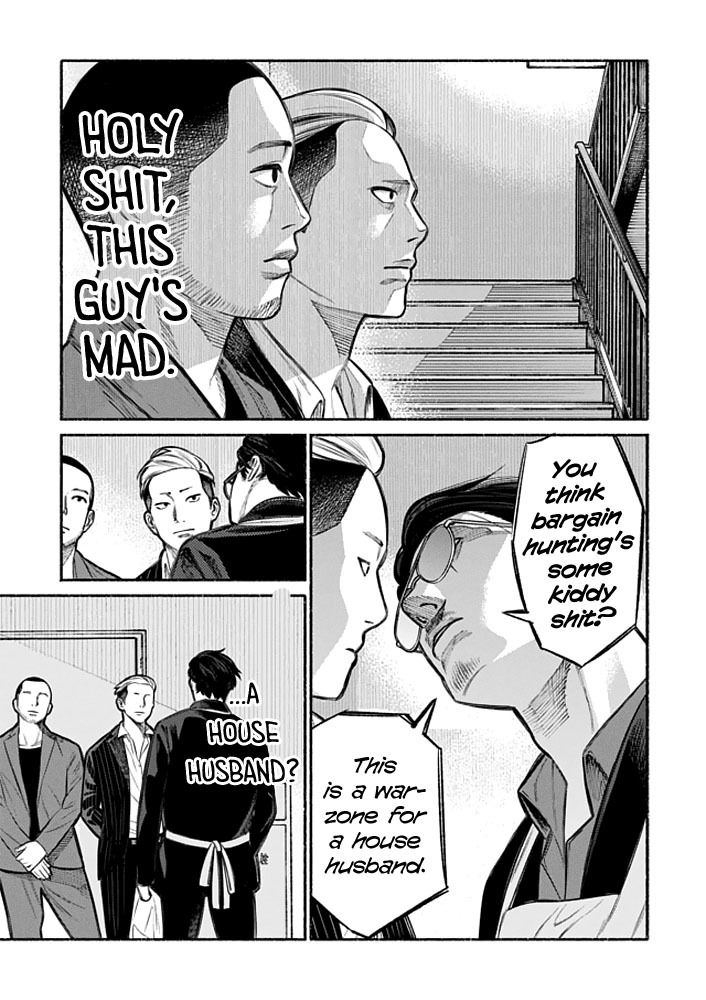 HOLY
SHIT,
THIS
GUY'S
MAD.
You
think
bargain
hunting's
some
kiddy
shit?
This
is a war-
zone for
a house
husband.
...A
HOUSE
HUSBAND?